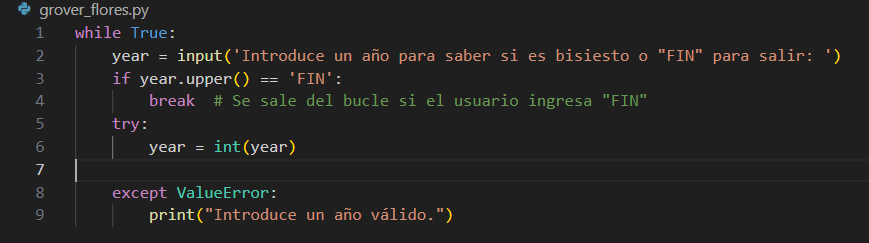 grover_flores.py
1 while True:
2     year = input('Introduce un año para saber si es bisiesto o "FIN" para salir: ')
3     if year.upper() == 'FIN':
4         break  # Se sale del bucle si el usuario ingresa "FIN"
5     try:
6         year = int(year)
7
8     except ValueError:
9         print("Introduce un año válido.")